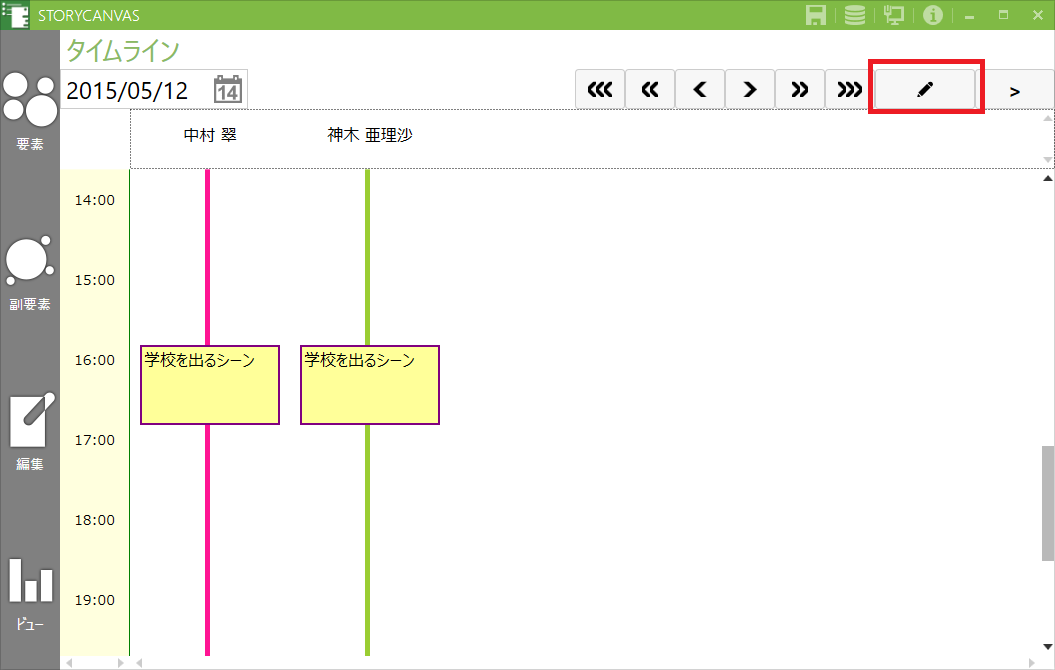 STORYCANVAS
タイムライン
2015/05/12
14
>
要素
副要素
編集
ビュー
中村 翠
神木 亜理沙
14:00
15:00
16:00
17:00
18:00
19:00
学校を出るシーン
学校を出るシーン